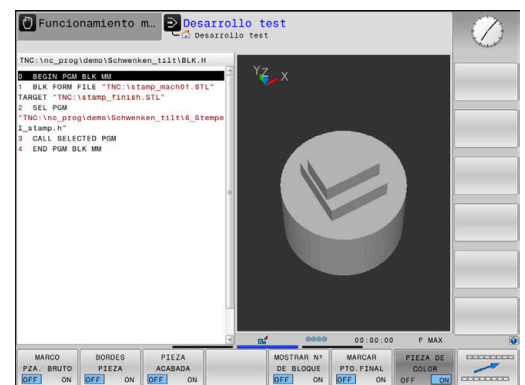 Funcionamiento m…
Desarrollo test
Desarrollo test
TNC:\nc_prog\demo\Schwenken_tilt\BLK.H
0 BEGIN PGM BLK MM
1 BLK FORM FILE "TNC:\stamp_mach01.STL"
TARGET "TNC:\stamp_finish.STL"
2 SEL PGM
"TNC:\nc_prog\demo\Schwenken_tilt\6_Stempe
l_stamp.h"
3 CALL SELECTED PGM
4 END PGM BLK MM
Y Z X
00:00:00 F MAX
MARCO
PZA. BRUTO
OFF ON
BORDES
PIEZA
OFF ON
PIEZA
ACABADA
OFF ON
MOSTRAR Nº
DE BLOQUE
OFF ON
MARCAR
PTO.FINAL
OFF ON
PIEZA DE
COLOR
OFF ON